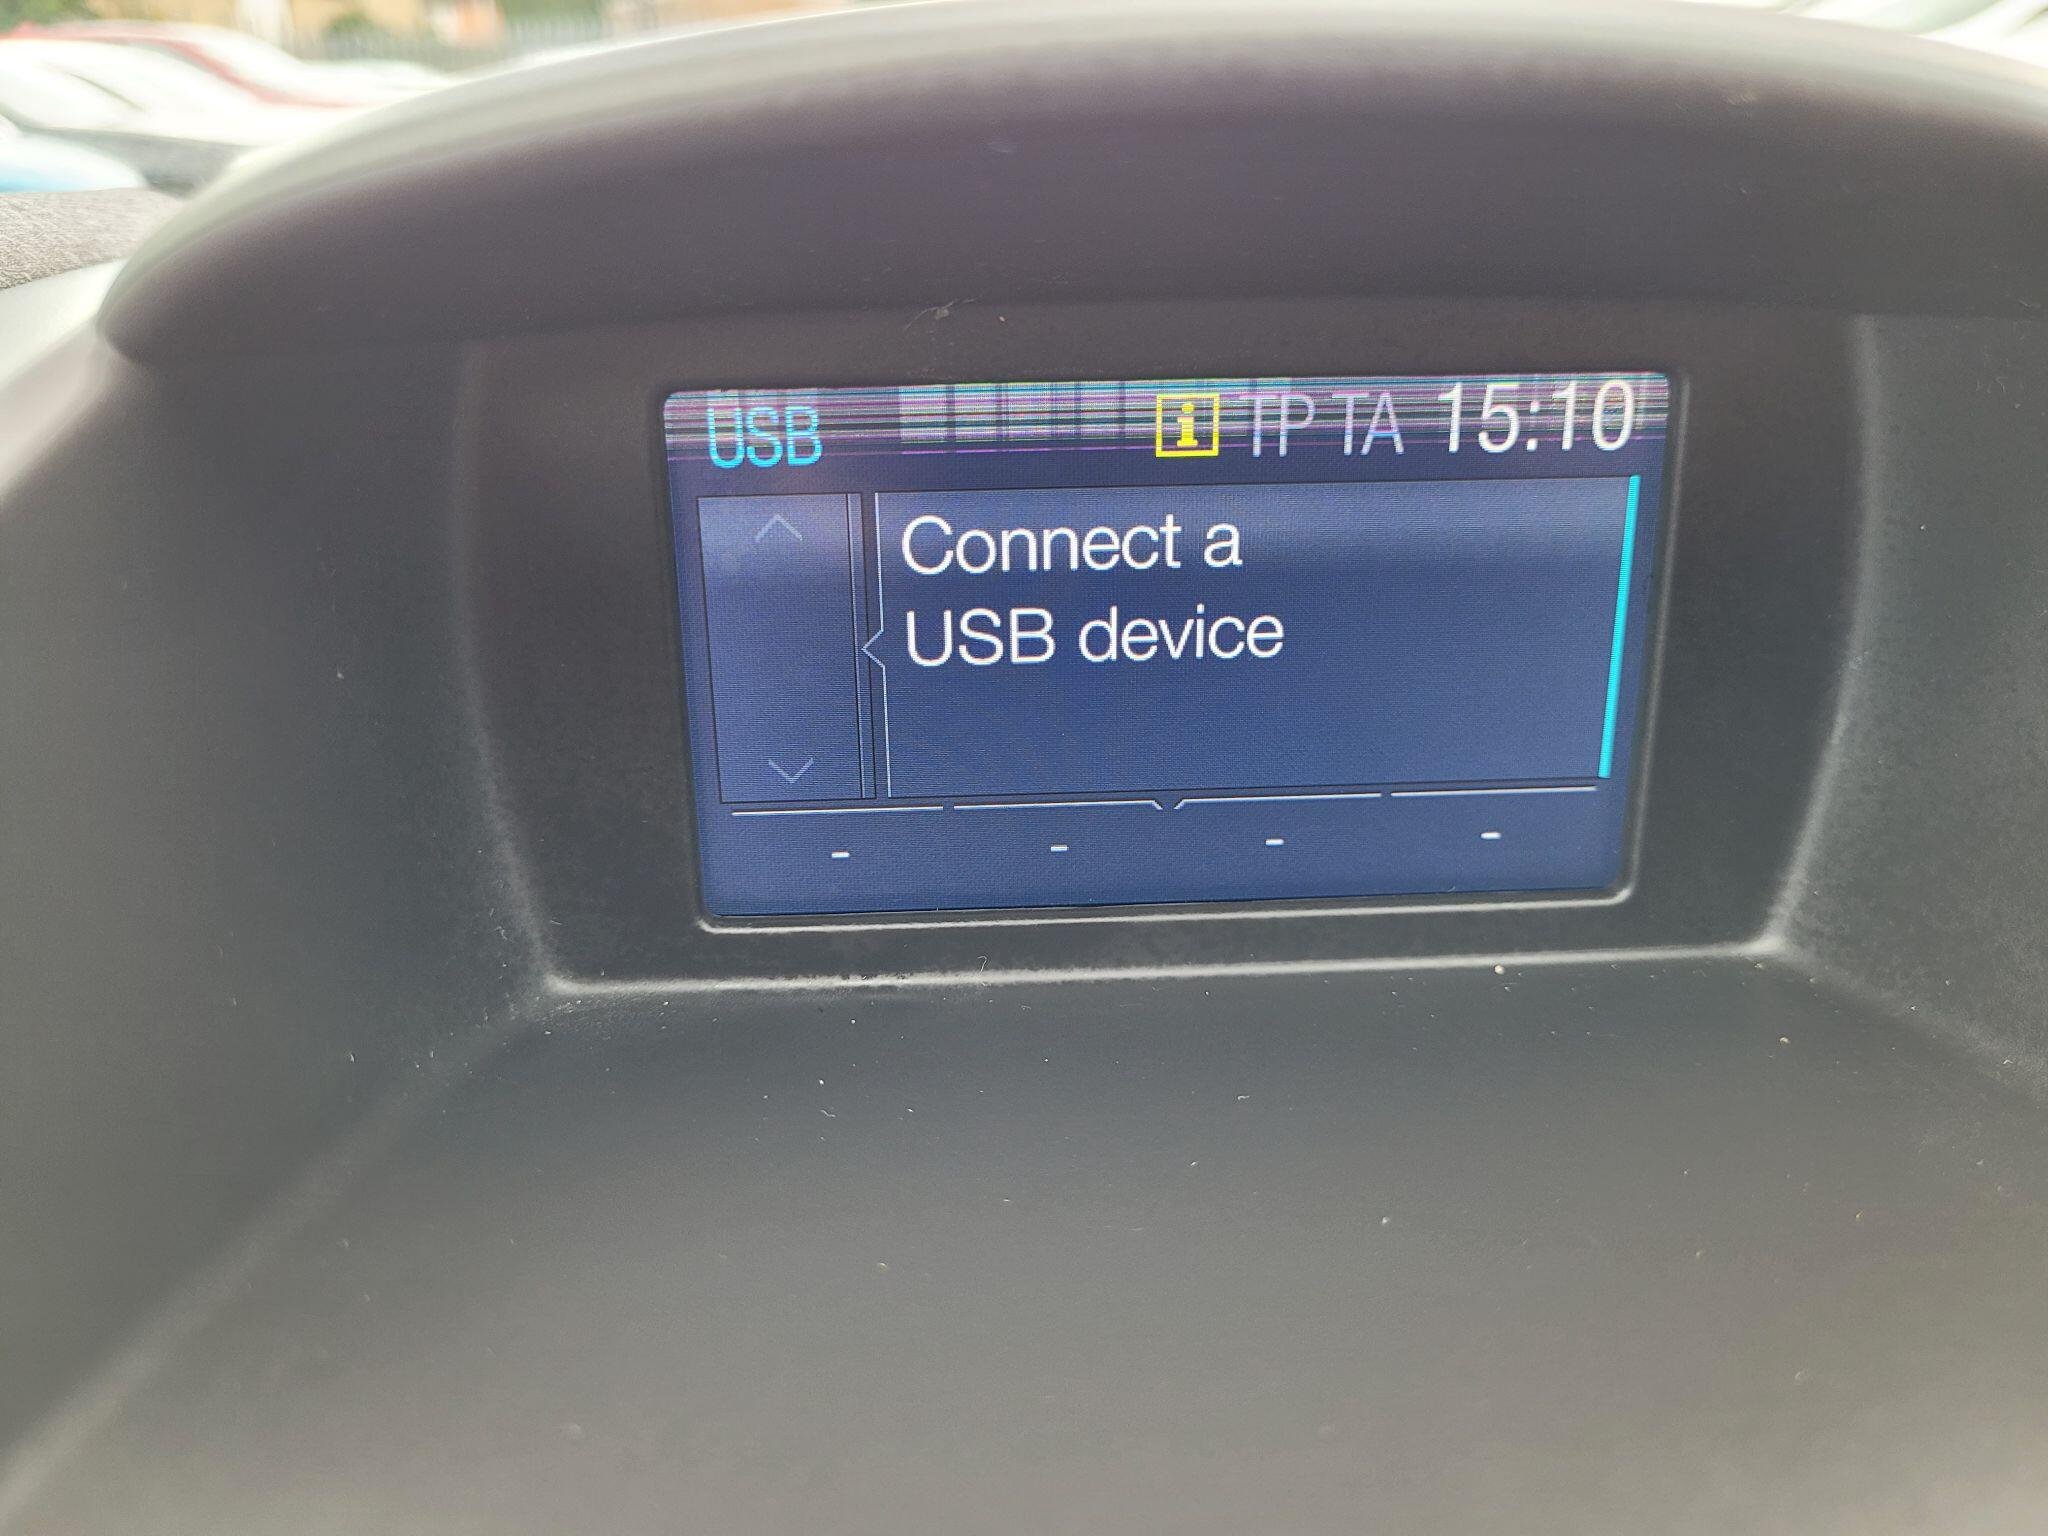 USB i TP TA 15:10
Connect a
USB device
- - - -